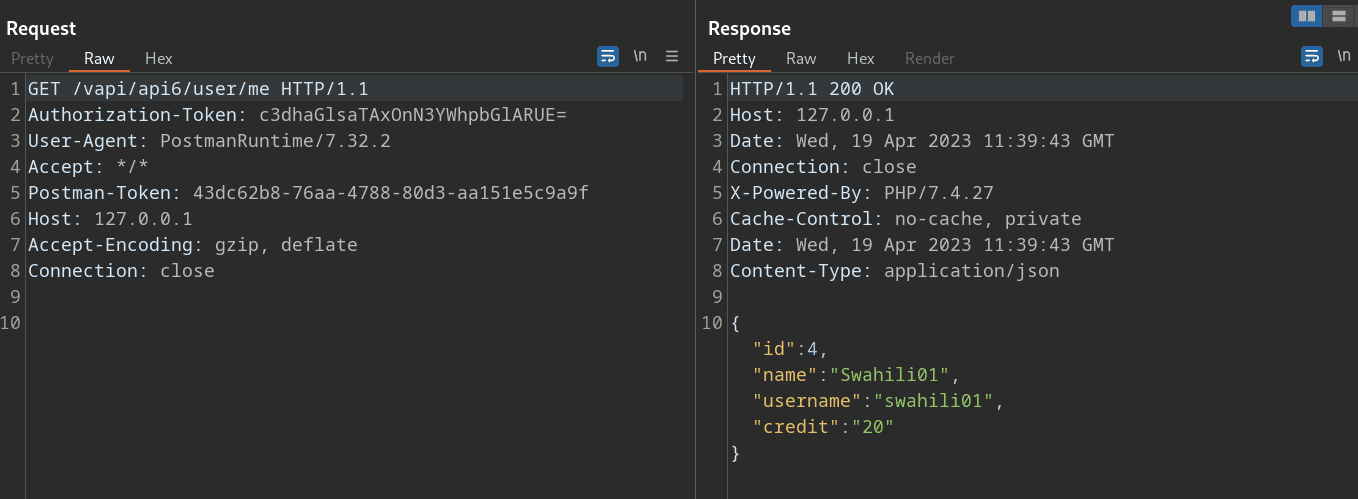 Request
Pretty Raw Hex \n
1 GET /vapi/api6/user/me HTTP/1.1
2 Authorization-Token: c3dhaGlsaTAxOnN3YWhpbGlARUE=
3 User-Agent: PostmanRuntime/7.32.2
4 Accept: */*
5 Postman-Token: 43dc62b8-76aa-4788-80d3-aa151e5c9a9f
6 Host: 127.0.0.1
7 Accept-Encoding: gzip, deflate
8 Connection: close
9
10
Response
Pretty Raw Hex Render \n
1 HTTP/1.1 200 OK
2 Host: 127.0.0.1
3 Date: Wed, 19 Apr 2023 11:39:43 GMT
4 Connection: close
5 X-Powered-By: PHP/7.4.27
6 Cache-Control: no-cache, private
7 Date: Wed, 19 Apr 2023 11:39:43 GMT
8 Content-Type: application/json
9
10 {
"id":4,
"name":"Swahili01",
"username":"swahili01",
"credit":"20"
}